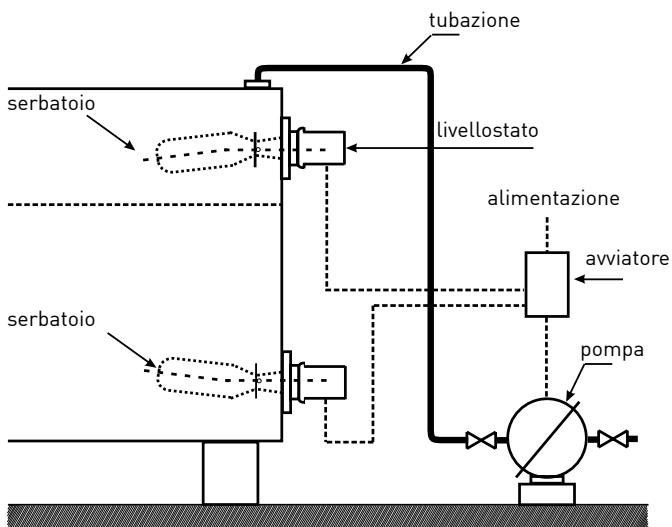 tubazione
serbatoio
livellostato
alimentazione
avviatore
serbatoio
pompa